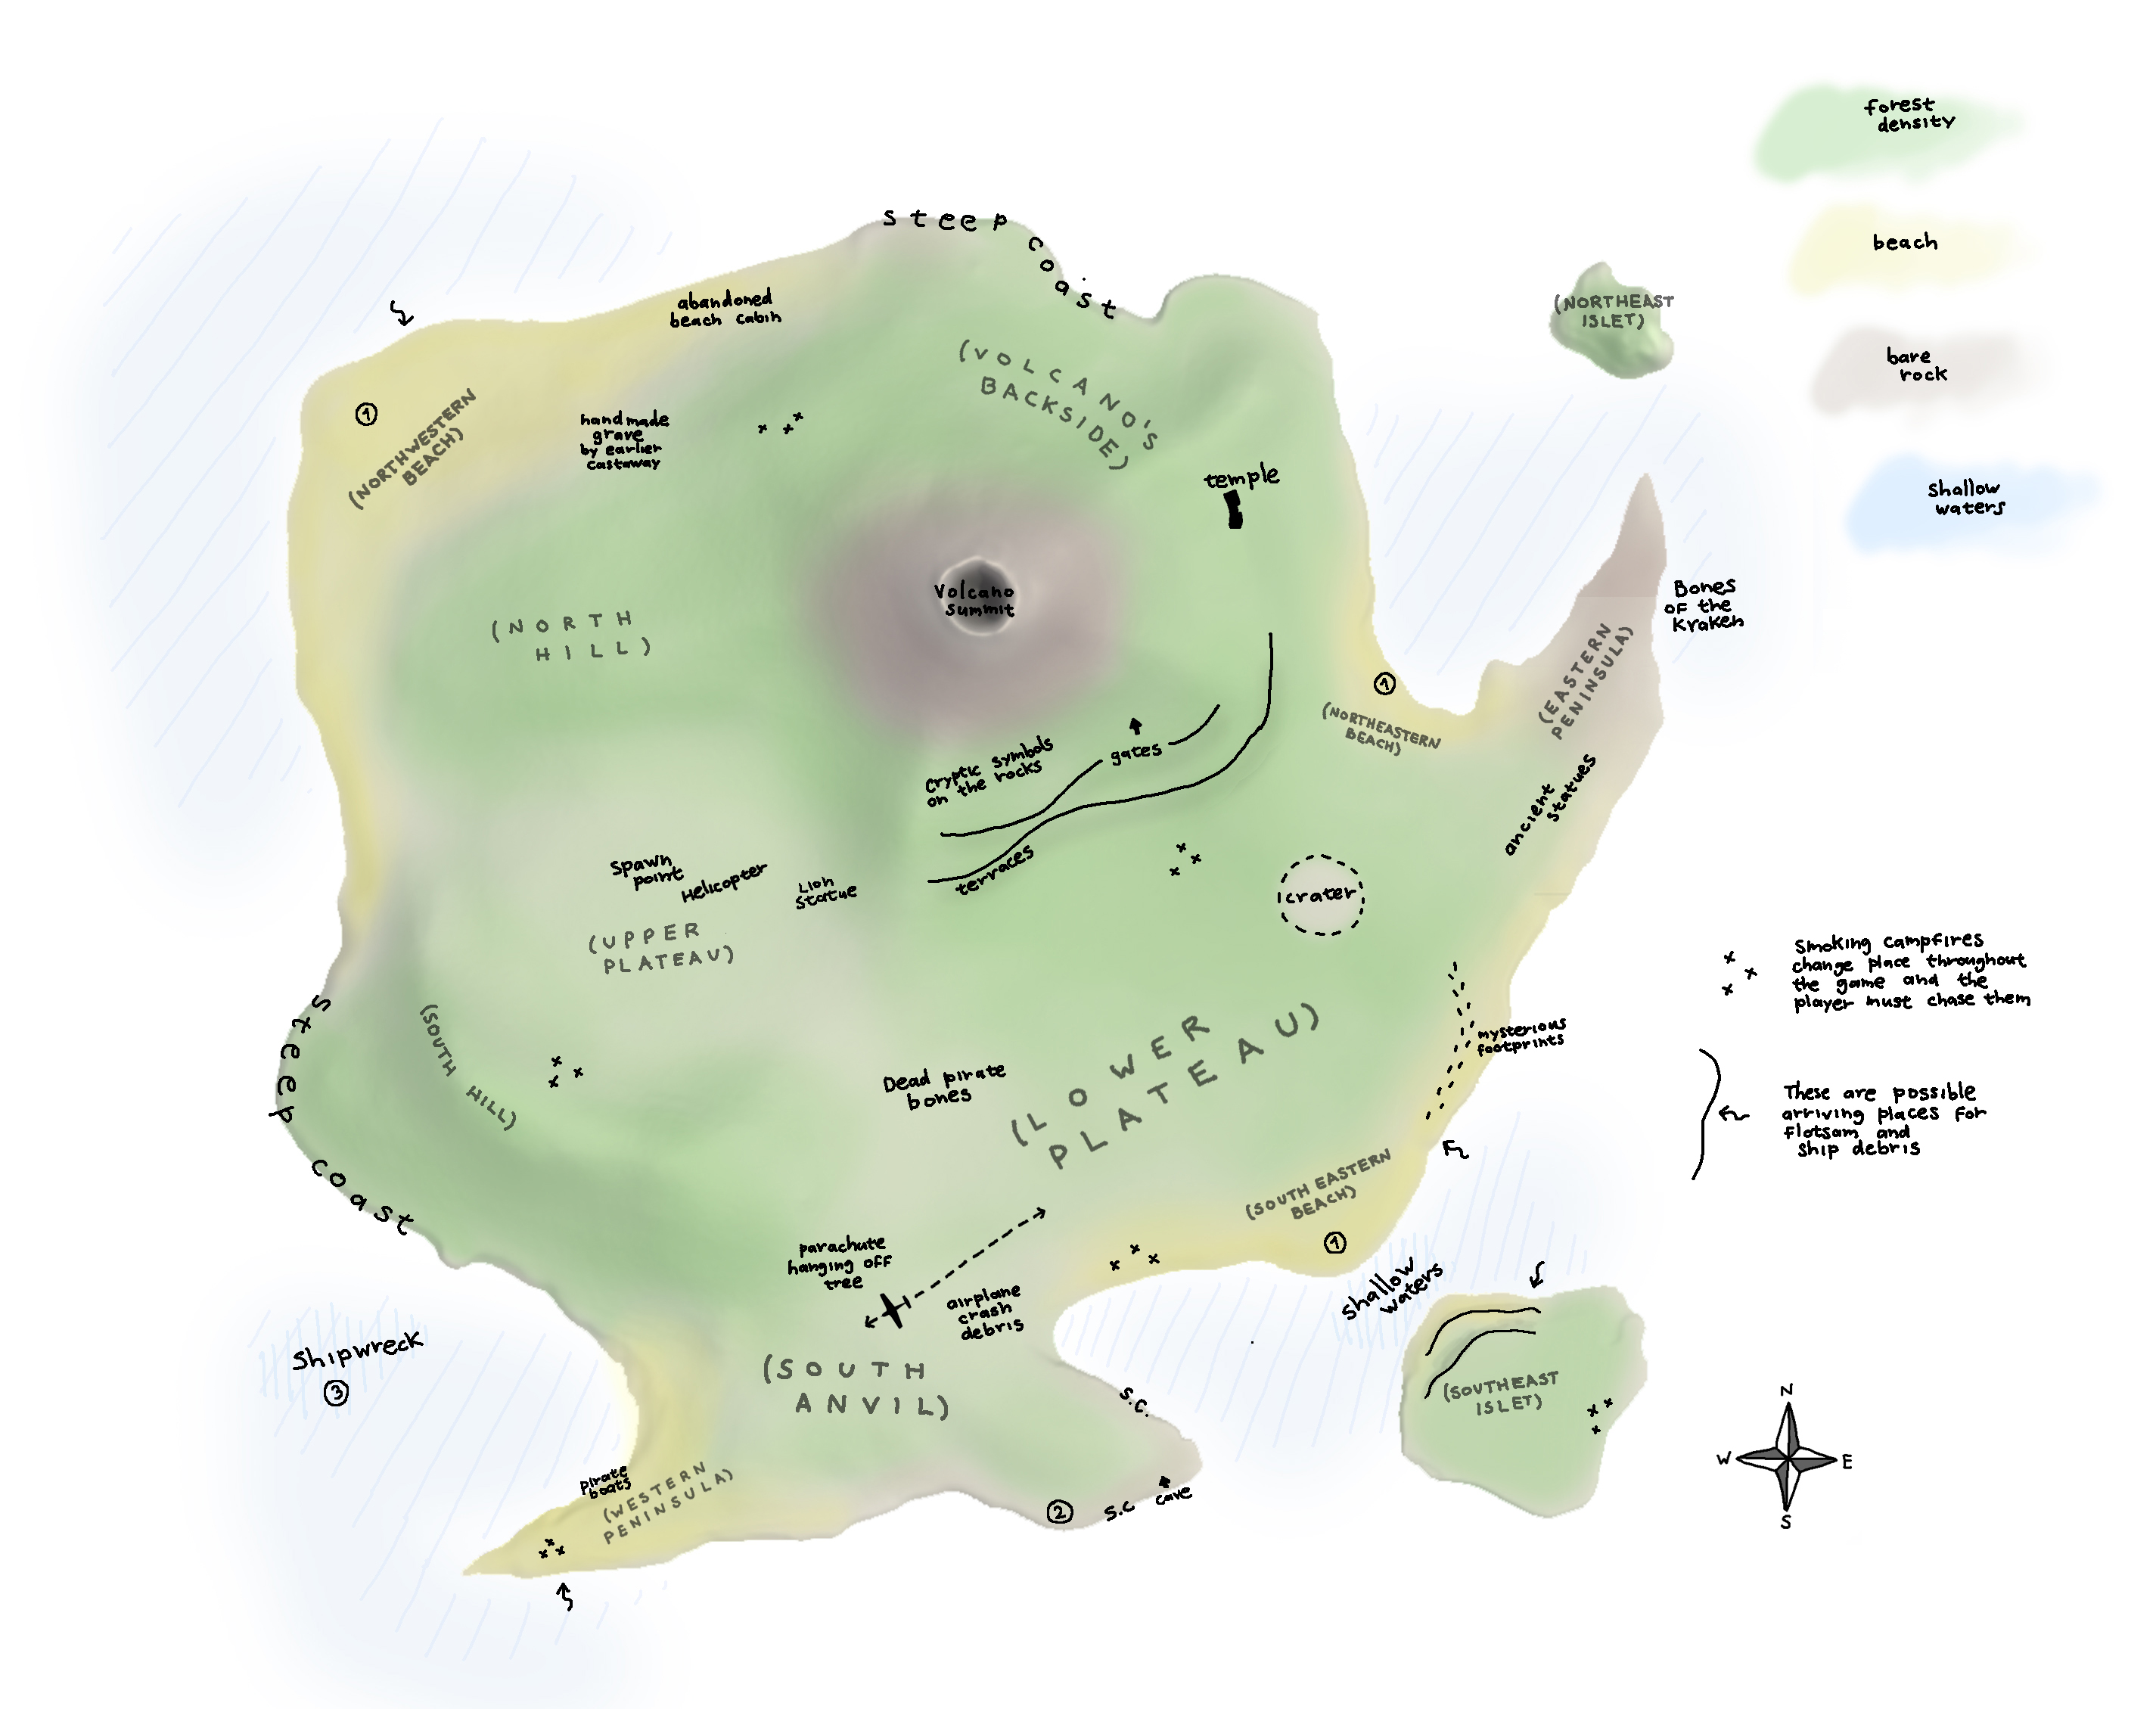 forest
density
beach
bare
rock
shallow
waters
steep
coast
(NORTHEAST
ISLET)
abandoned
beach cabin
(VOLCANO'S
BACKSIDE)
1
(NORTHWESTERN
BEACH)
handmade
grave
by earlier
castaway
temple
Volcano
summit
Bones
of the
Kraken
(NORTH
HILL)
(EASTERN
PENINSULA)
1
(NORTHEASTERN
BEACH)
cryptic symbols
on the rocks
gates
ancient
statues
terraces
Spawn
point
Helicopter
Lion
statue
crater
(UPPER
PLATEAU)
smoking campfires
change place throughout
the game and the
player must chase them
steep
coast
(SOUTH HILL)
mysterious
footprints
Dead pirate
bones
(LOWER
PLATEAU)
These are possible
arriving places for
flotsam and
ship debris
(SOUTH EASTERN
BEACH)
1
parachute
hanging off
tree
airplane
crash
debris
shallow
waters
Shipwreck
3
(SOUTH
ANVIL)
s.c.
(SOUTHEAST
ISLET)
pirate
boats
(WESTERN
PENINSULA)
2
s.c
cave
N
W
E
S